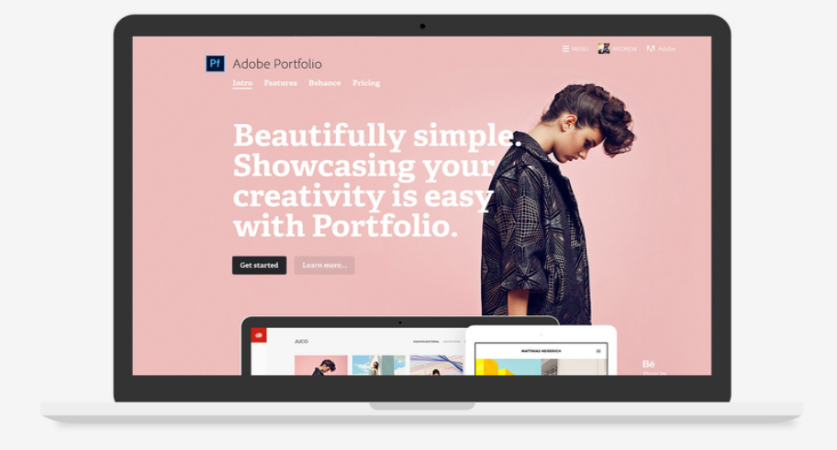 MENU
ANDREW
Adobe
Pf
Adobe Portfolio
Intro Features Behance Pricing
Beautifully simple.
Showcasing your
creativity is easy
with Portfolio.
Get started Learn more...
JUCO
MATTHIAS HEIDERICH
Bē